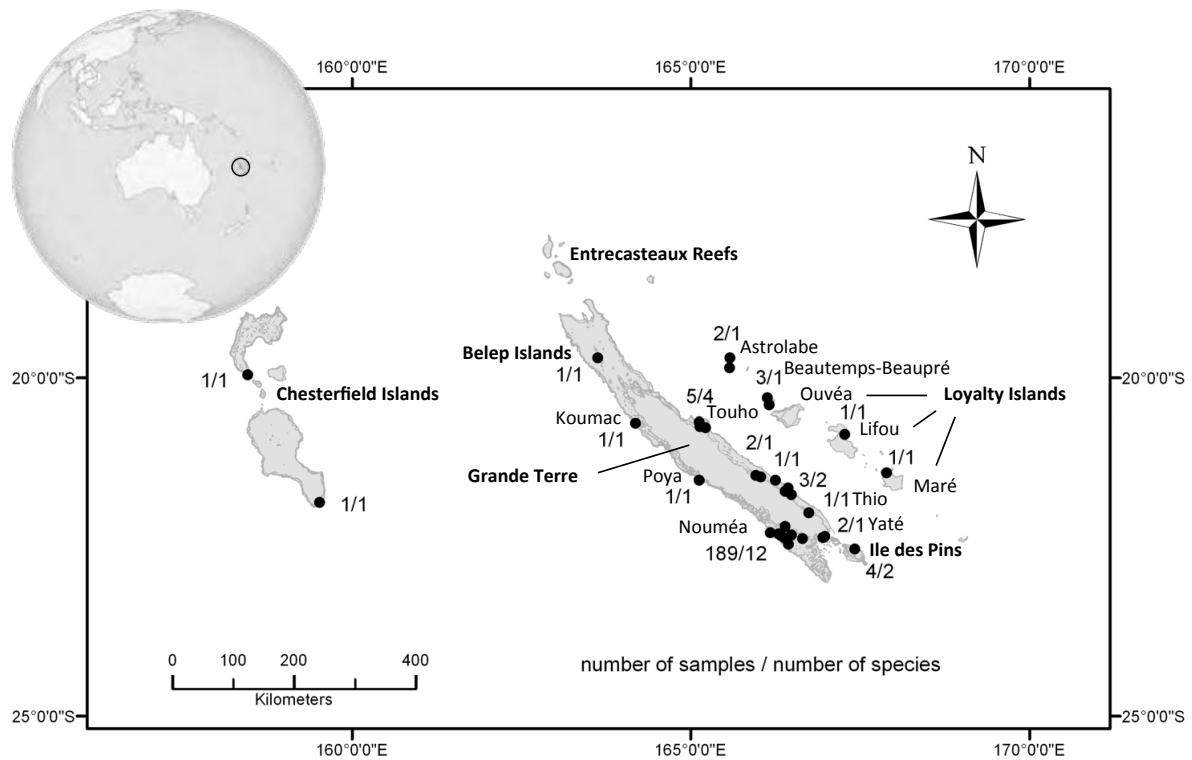 160°0'0"E 165°0'0"E 170°0'0"E
N
Entrecasteaux Reefs
2/1
Astrolabe
Belep Islands
1/1
Beautemps-Beaupré
3/1
20°0'0"S 20°0'0"S
1/1
Chesterfield Islands
Ouvéa
Loyalty Islands
5/4
Touho
1/1
Lifou
Koumac
1/1
2/1
1/1
1/1
Grande Terre
Poya
1/1
3/2
Maré
1/1
1/1 Thio
Nouméa
2/1 Yaté
189/12
Ile des Pins
4/2
0 100 200 400
Kilometers
number of samples / number of species
25°0'0"S 25°0'0"S
160°0'0"E 165°0'0"E 170°0'0"E